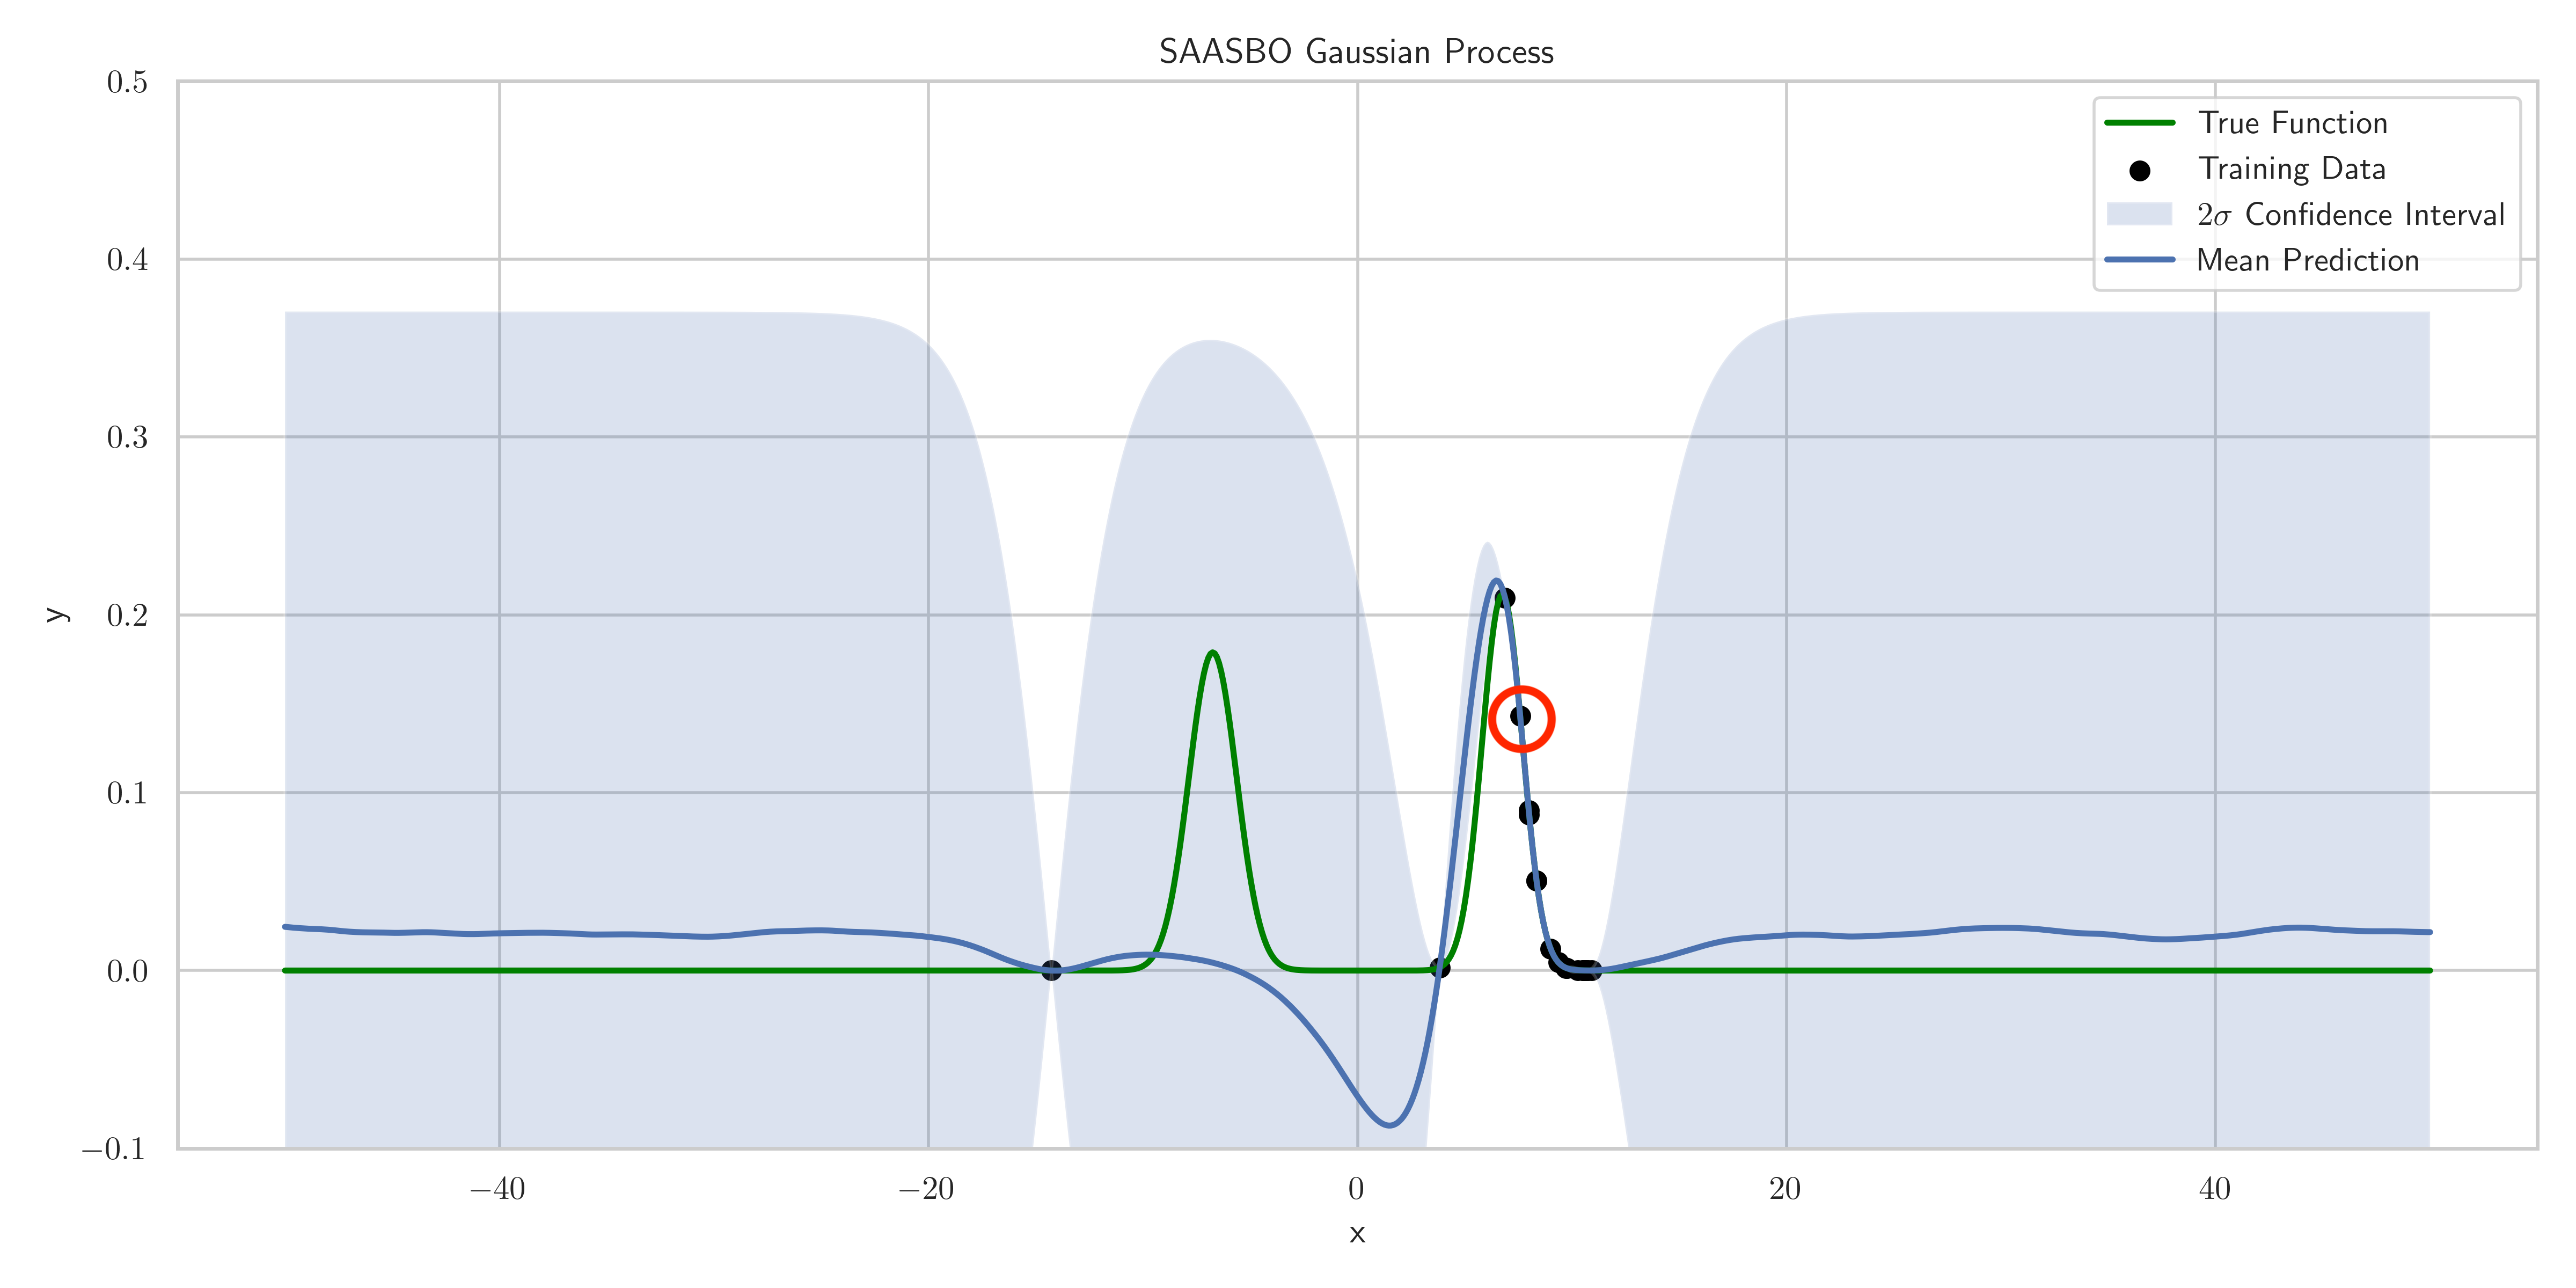 SAASBO Gaussian Process
True Function
Training Data
2σ Confidence Interval
Mean Prediction
0.5
0.4
0.3
0.2
0.1
0.0
−0.1
y
−40 −20 0 20 40
x